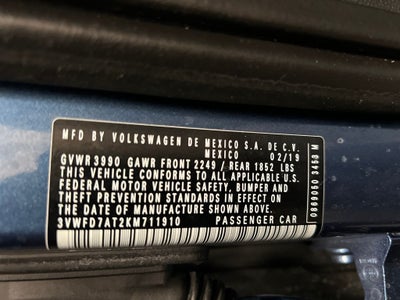 MFD BY VOLKSWAGEN DE MEXICO S.A. DE C.V.
MEXICO 02/19
GVWR 3990 GAWR FRONT 2249 / REAR 1852 LBS
THIS VEHICLE CONFORMS TO ALL APPLICABLE U.S.
FEDERAL MOTOR VEHICLE SAFETY, BUMPER AND
THEFT PREVENTION STANDARDS IN EFFECT ON
THE DATE OF MANUFACTURE SHOWN ABOVE.
3VWFD7AT2KM711910 PASSENGER CAR
0869050 3458 M